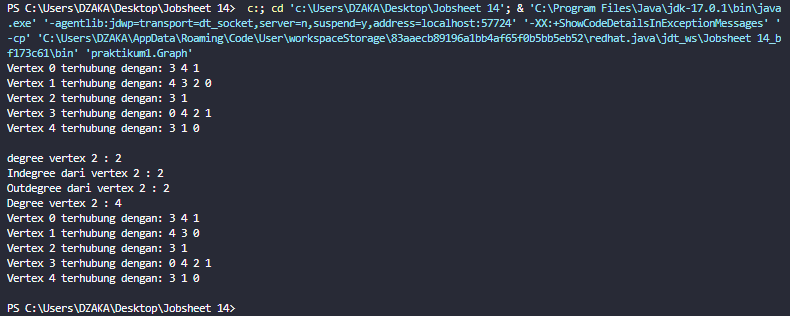 PS C:\Users\DZAKA\Desktop\Jobsheet 14>  c:; cd 'c:\Users\DZAKA\Desktop\Jobsheet 14'; & 'C:\Program Files\Java\jdk-17.0.1\bin\java
.exe' '-agentlib:jdwp=transport=dt_socket,server=n,suspend=y,address=localhost:57724' '-XX:+ShowCodeDetailsInExceptionMessages' '
-cp' 'C:\Users\DZAKA\AppData\Roaming\Code\User\workspaceStorage\83aaecb89196a1bb4af65f0b5bb5eb52\redhat.java\jdt_ws\Jobsheet 14_b
f173c61\bin' 'praktikum1.Graph'
Vertex 0 terhubung dengan: 3 4 1
Vertex 1 terhubung dengan: 4 3 2 0
Vertex 2 terhubung dengan: 3 1
Vertex 3 terhubung dengan: 0 4 2 1
Vertex 4 terhubung dengan: 3 1 0
degree vertex 2 : 2
Indegree dari vertex 2 : 2
Outdegree dari vertex 2 : 2
Degree vertex 2 : 4
Vertex 0 terhubung dengan: 3 4 1
Vertex 1 terhubung dengan: 4 3 0
Vertex 2 terhubung dengan: 3 1
Vertex 3 terhubung dengan: 0 4 2 1
Vertex 4 terhubung dengan: 3 1 0
PS C:\Users\DZAKA\Desktop\Jobsheet 14>